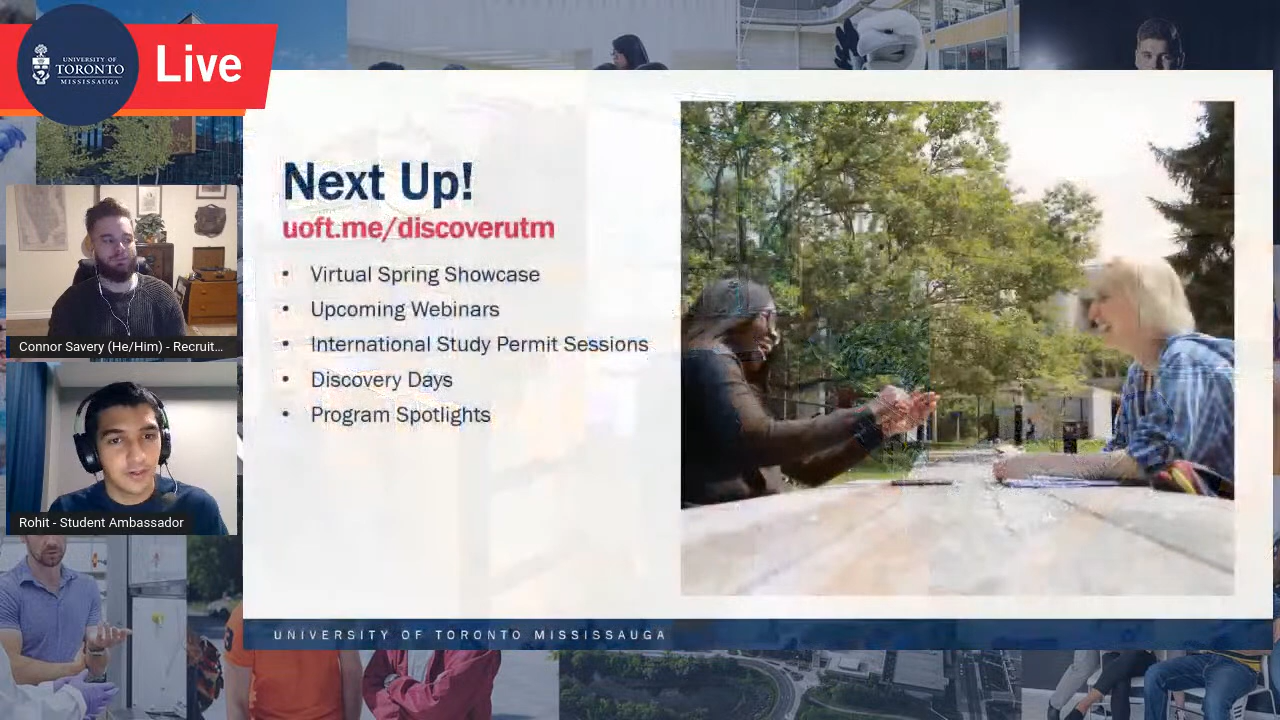 UNIVERSITY OF
TORONTO
MISSISSAUGA
Live
Next Up!
uoft.me/discoverutm
• Virtual Spring Showcase
• Upcoming Webinars
• International Study Permit Sessions
• Discovery Days
• Program Spotlights
Connor Savery (He/Him) - Recruit...
Rohit - Student Ambassador
UNIVERSITY OF TORONTO MISSISSAUGA